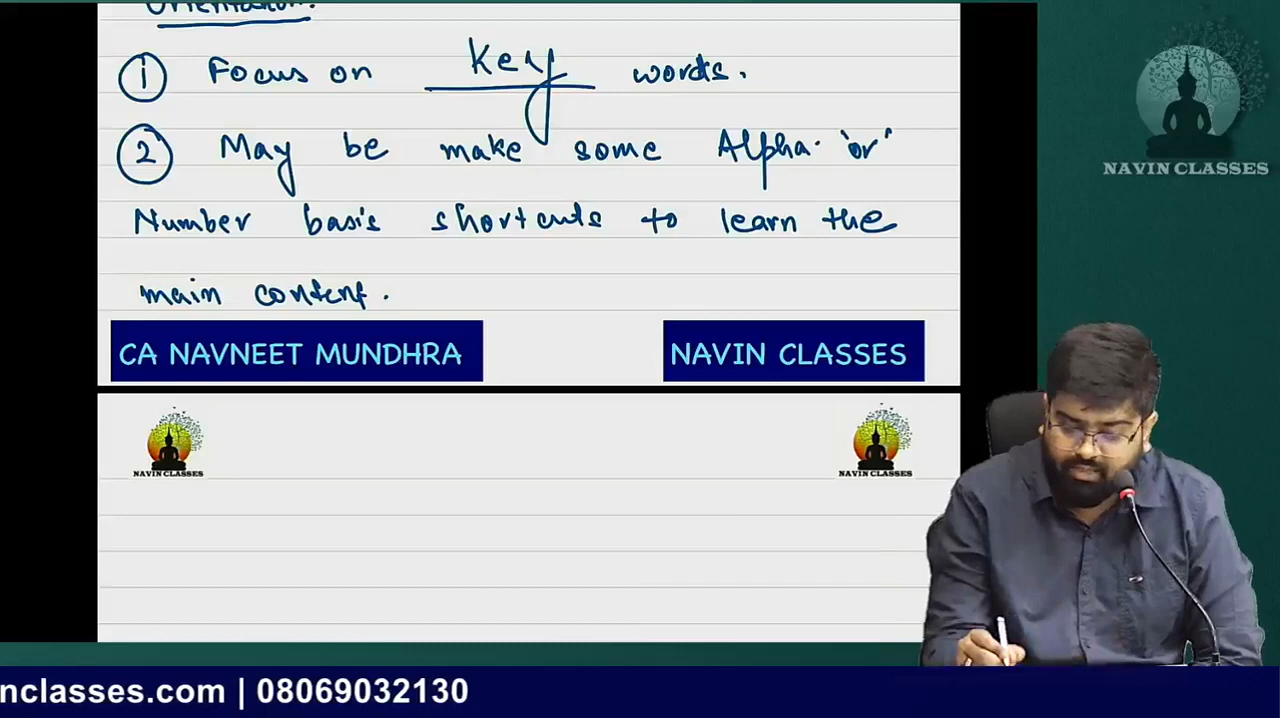 Orientation.
① Focus on Key words.
NAVIN CLASSES
② May be make some Alpha. "or"
Number basis shortcuts to learn the
main content.
CA NAVNEET MUNDHRA
NAVIN CLASSES
NAVIN CLASSES
NAVIN CLASSES
nclasses.com | 08069032130